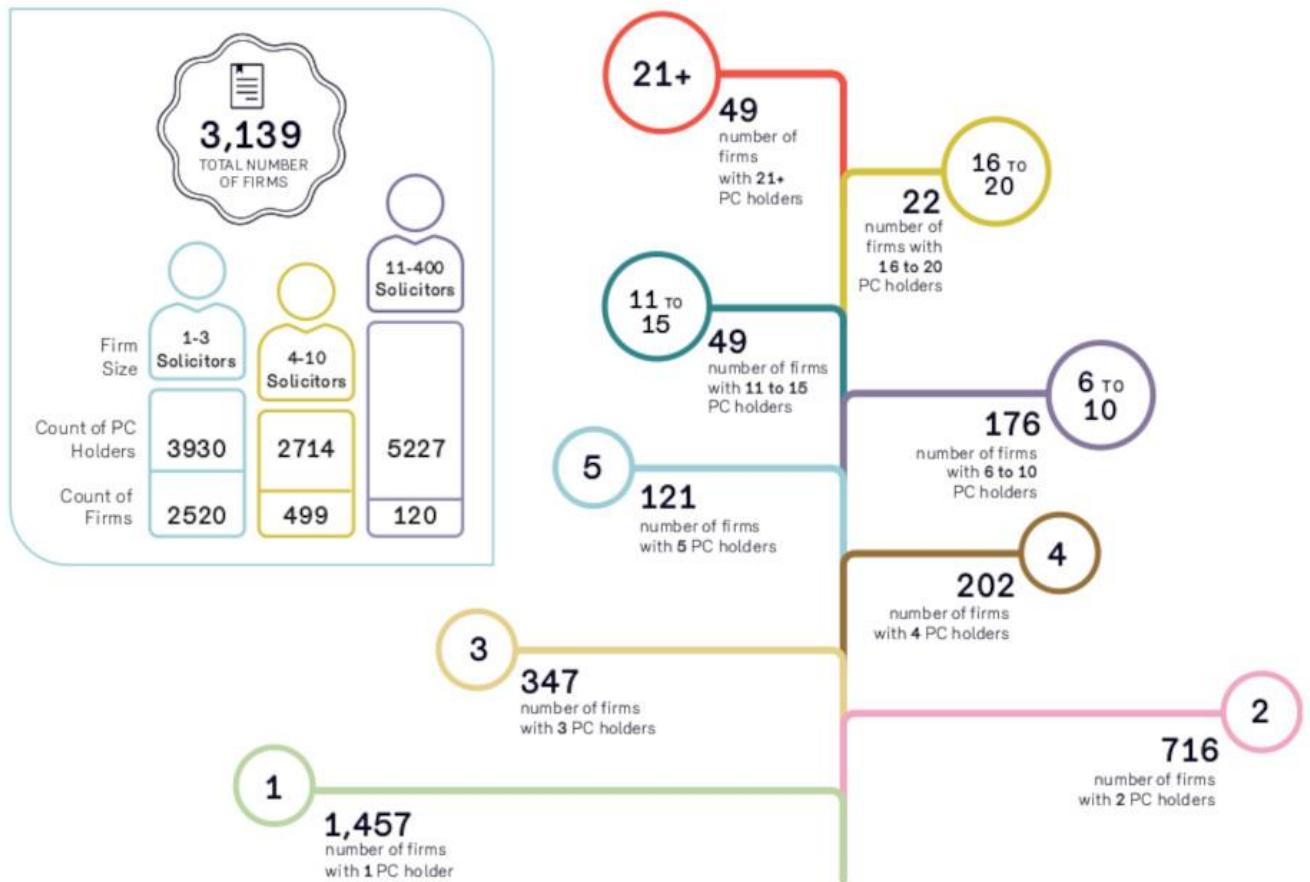 3,139
TOTAL NUMBER
OF FIRMS
Firm
Size
1-3
Solicitors
4-10
Solicitors
11-400
Solicitors
Count of PC
Holders
3930
2714
5227
Count of
Firms
2520
499
120
21+
49
number of
firms
with 21+
PC holders
16 TO
20
22
number of
firms with
16 to 20
PC holders
11 TO
15
49
number of firms
with 11 to 15
PC holders
6 TO
10
176
number of firms
with 6 to 10
PC holders
5
121
number of firms
with 5 PC holders
4
202
number of firms
with 4 PC holders
3
347
number of firms
with 3 PC holders
2
716
number of firms
with 2 PC holders
1
1,457
number of firms
with 1 PC holder